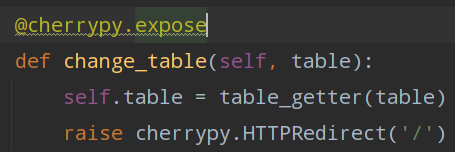 @cherrypy.expose
def change_table(self, table):
    self.table = table_getter(table)
    raise cherrypy.HTTPRedirect('/')